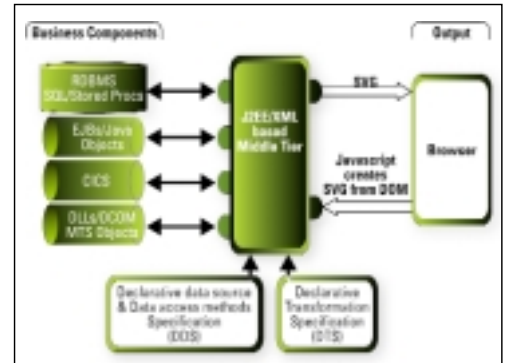 Business Components
Output
RDBMS
SQL/Stored Procs
EJBs/Java
Objects
CICS
DLLs/DCOM
MTS Objects
J2EE/XML
based
Middle Tier
SVG
Javascript
creates
SVG from DOM
Browser
Declarative data source
& Data access methods
Specification
(DDS)
Declarative
Transformation
Specification
(DTS)